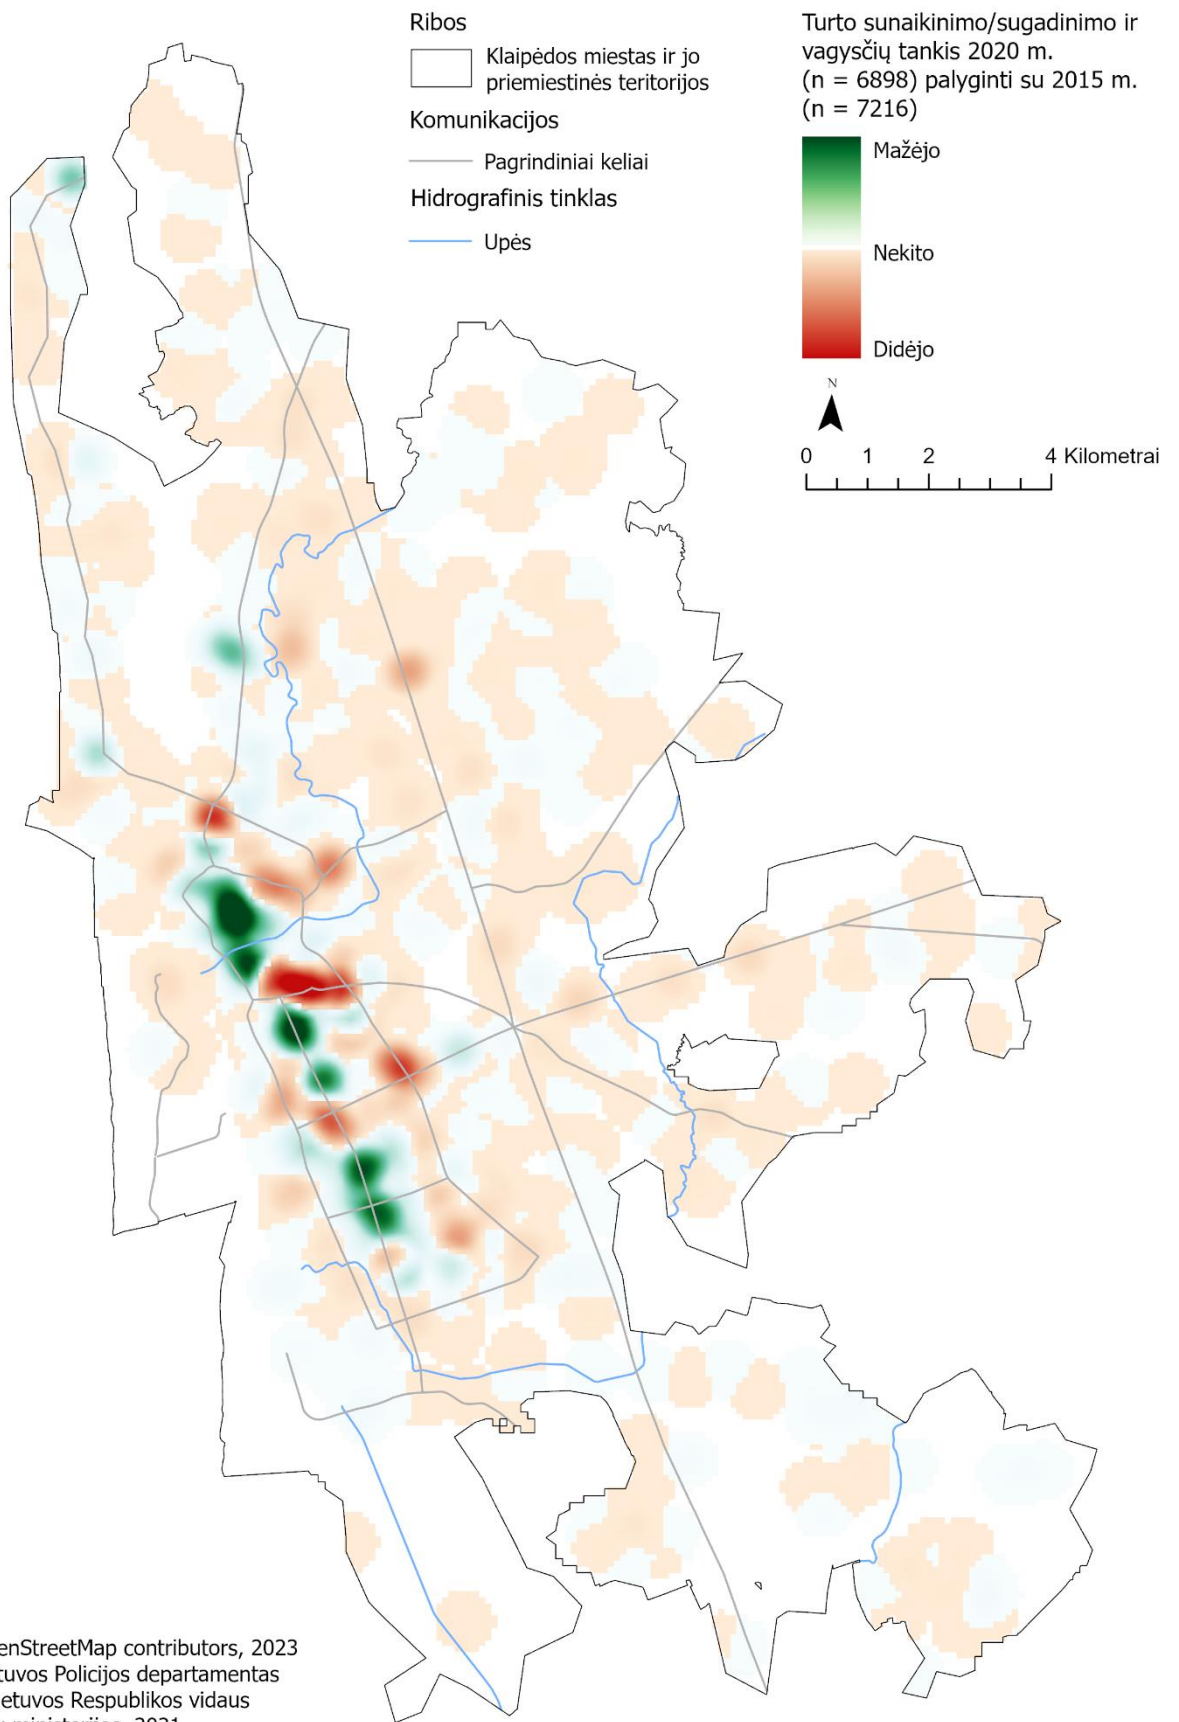 Ribos
Klaipėdos miestas ir jo
priemiestinės teritorijos
Komunikacijos
Pagrindiniai keliai
Hidrografinis tinklas
Upės
Turto sunaikinimo/sugadinimo ir
vagysčių tankis 2020 m.
(n = 6898) palyginti su 2015 m.
(n = 7216)
Mažėjo
Nekito
Didėjo
N
0 1 2 4 Kilometrai
enStreetMap contributors, 2023
tuvos Policijos departamentas
ietuvos Respublikos vidaus